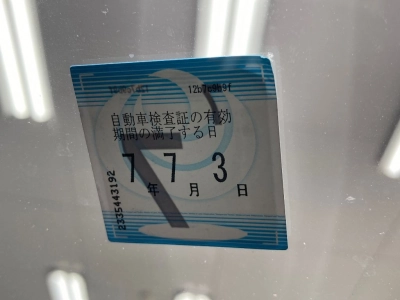 自動車検査証の有効
期間の満了する日
7年 7月 3日
2335443192